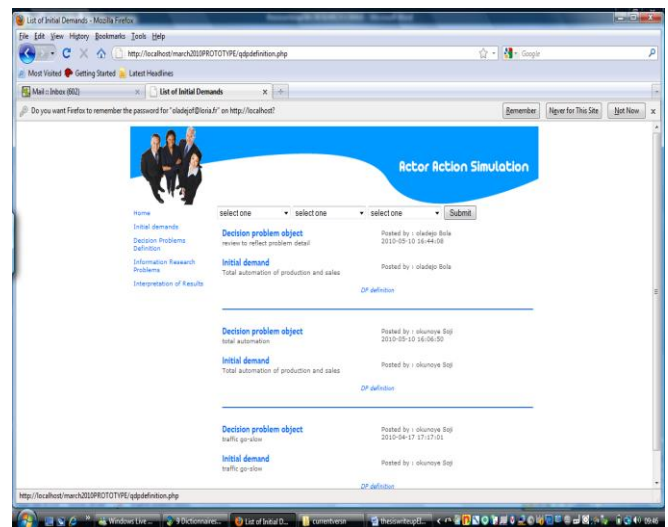 List of Initial Demands - Mozilla Firefox
File Edit View History Bookmarks Tools Help
http://localhost/march2010PROTOTYPE/qdpdefinition.php
Google
Most Visited Getting Started Latest Headlines
Mail :: Inbox (602) List of Initial Demands
Do you want Firefox to remember the password for "oladejof@loria.fr" on http://localhost? Remember Never for This Site Not Now
Actor Action Simulation
Home
Initial demands
Decision Problems Definition
Information Research Problems
Interpretation of Results
select one select one select one Submit
Decision problem object Posted by : oladejo Bola
review to reflect problem detail 2010-05-10 16:44:08
Initial demand Posted by : oladejo Bola
Total automation of production and sales
DP definition
Decision problem object Posted by : okunoye Soji
total automation 2010-05-10 16:06:50
Initial demand Posted by : okunoye Soji
Total automation of production and sales
DP definition
Decision problem object Posted by : okunoye Soji
traffic go-slow 2010-04-17 17:17:01
Initial demand Posted by : okunoye Soji
traffic go-slow
DP definition
http://localhost/march2010PROTOTYPE/qdpdefinition.php
Windows Live ... 9 Dictionnaires... List of Initial D... currentversn